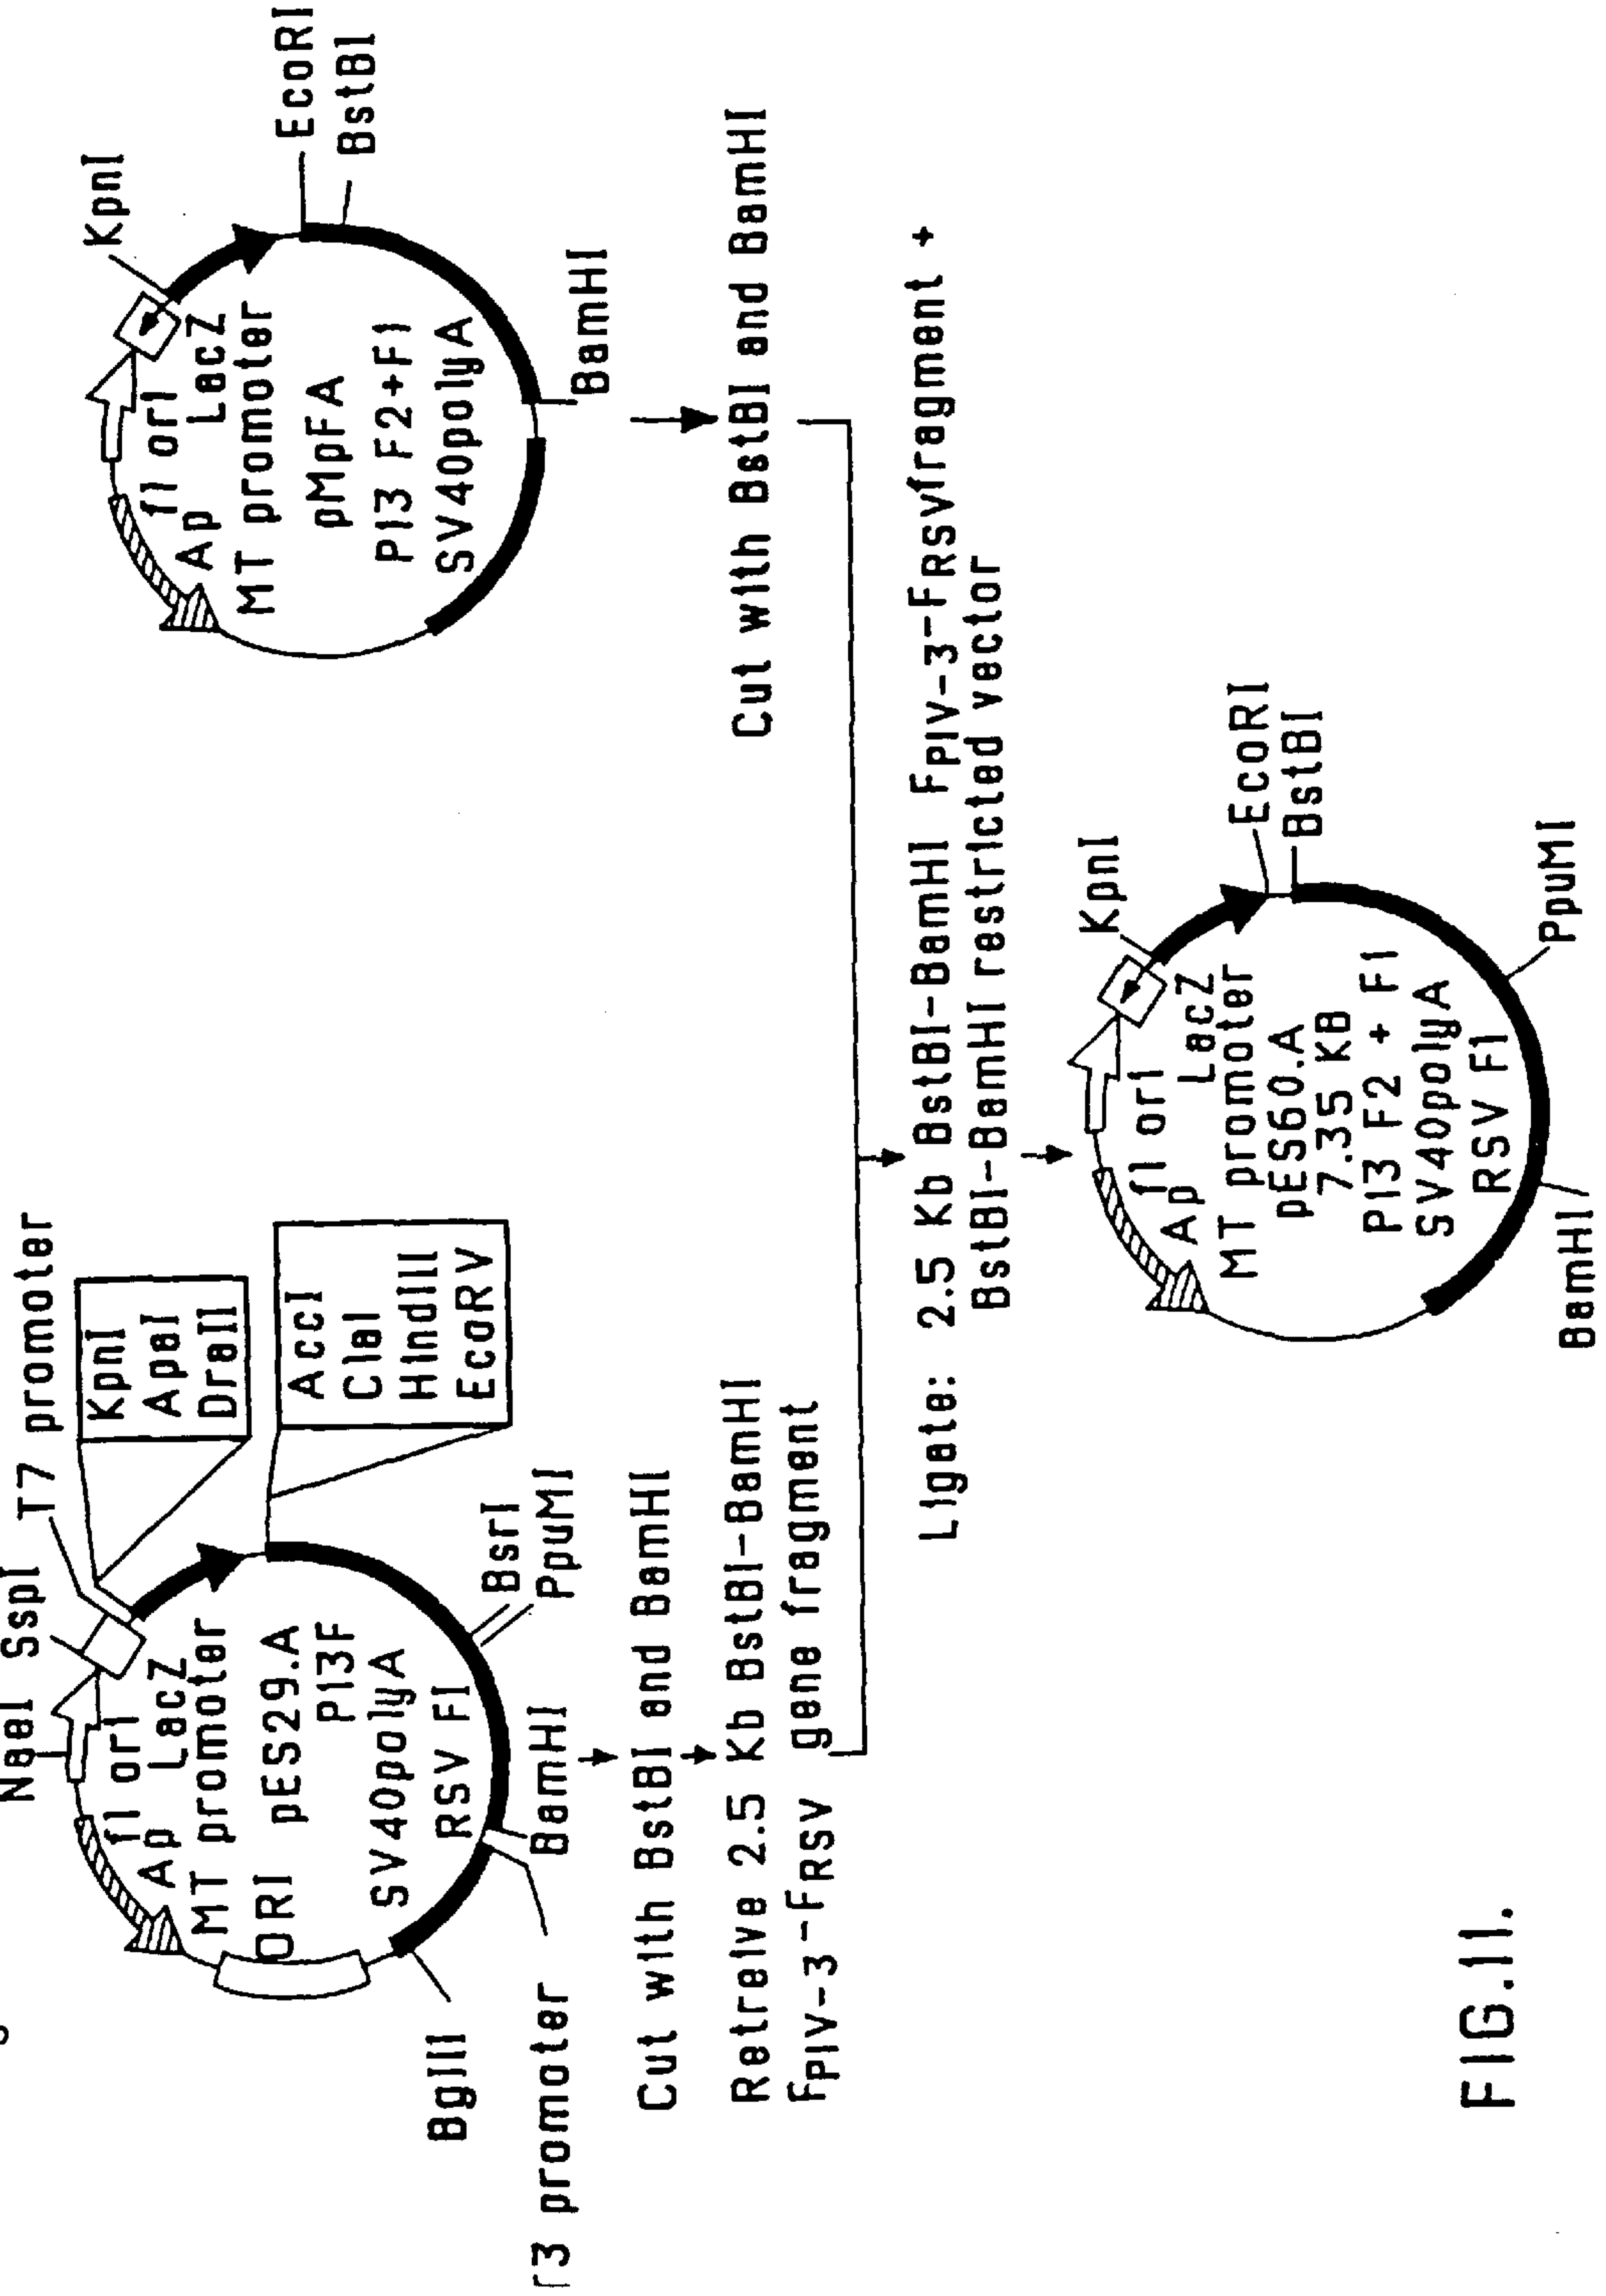 NaeI
SspI
T7 promoter
KpnI
ApaI
DraII
AccI
ClaI
HindIII
EcoRV
f1 ori
Ap LacZ
MT promoter
ORI pES29.A
PI3F
SV40polyA
RSV F1
BsrI
PpuMI
BamHI
BglII
T3 promoter
Cut with BstBI and BamHI
Retreive 2.5 Kb BstBI-BamHI
FPIV-3-FRSV gene fragment
KpnI
EcoRI
BstBI
f1 ori
Ap LacZ
MT promoter
pMpFA
PI3 F2+F1
SV40polyA
BamHI
Cut with BstBI and BamHI
Ligate: 2.5 Kb BstBI-BamHI FPIV-3-FRSVfragment +
BstBI-BamHI restricted vector
KpnI
EcoRI
BstBI
f1 ori
Ap LacZ
MT promoter
pES60.A
7.35 KB
PI3 F2 + F1
SV40polyA
RSV F1
PpuMI
BamHI
FIG.11.